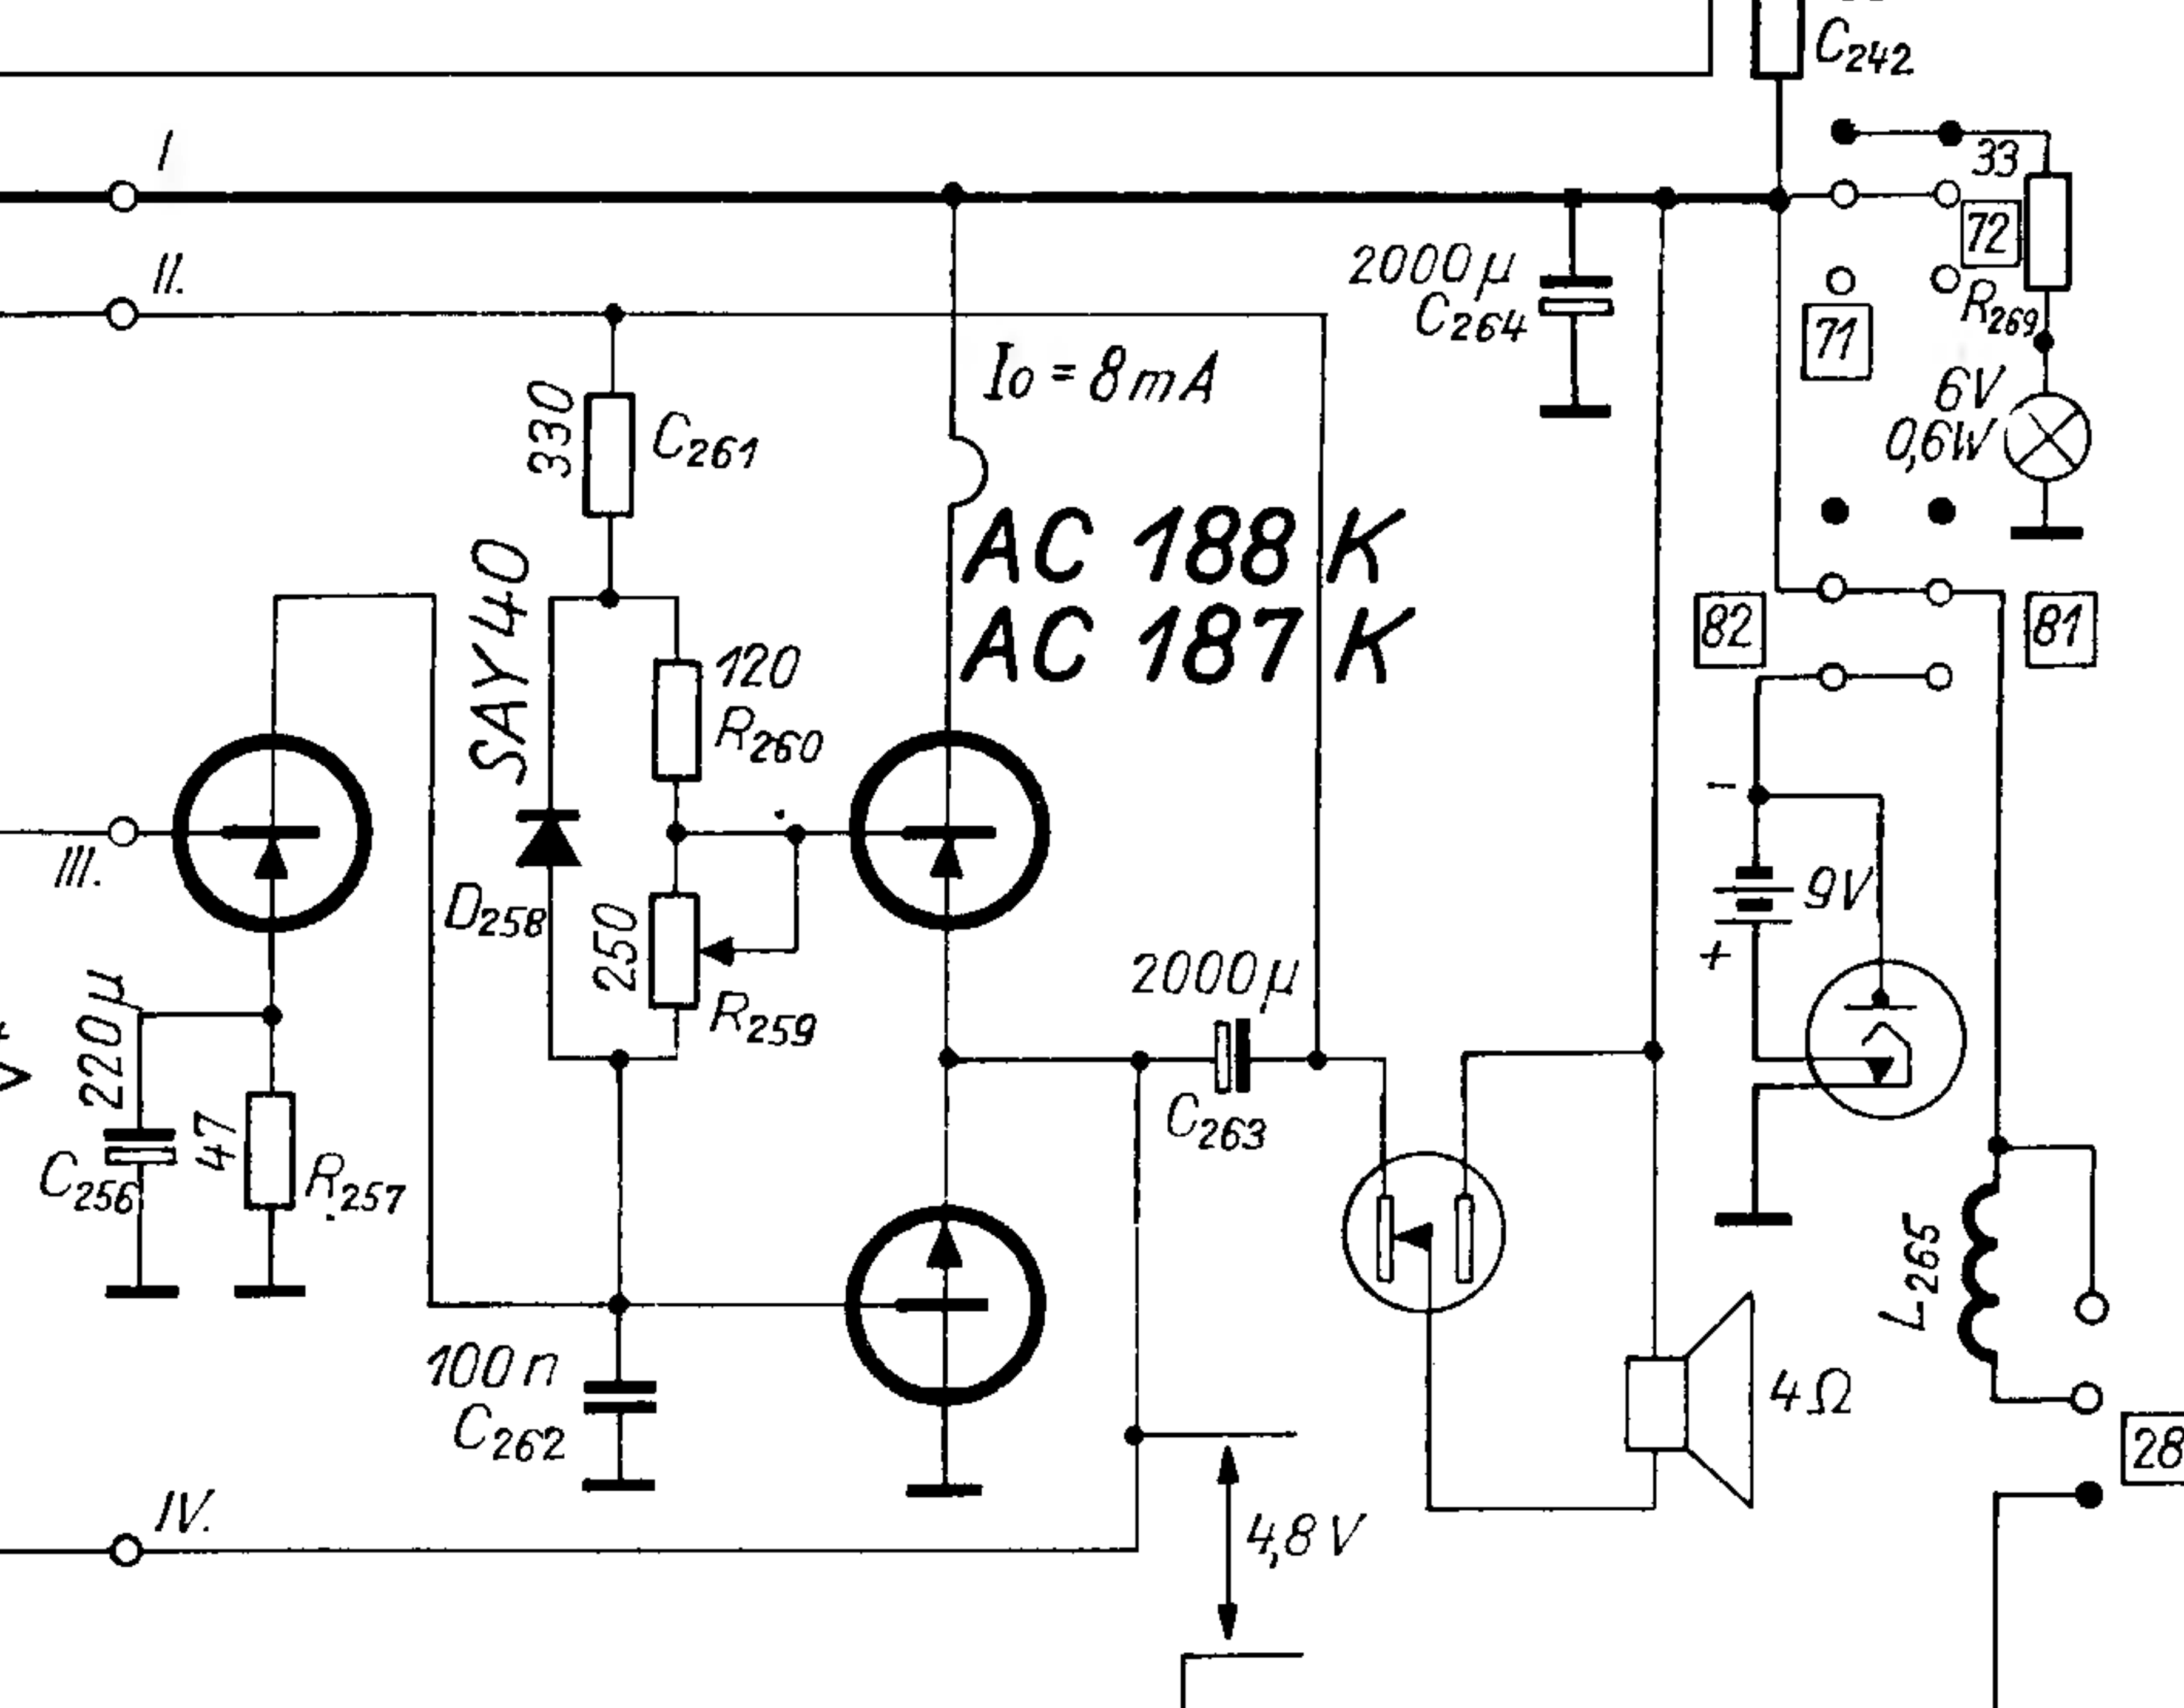 C242
I
33
II.
72
2000µ
C264
71
R269
I0 = 8mA
6V
0,6W
330
C261
AC 188 K
AC 187 K
SAY40
82
81
120
R260
III.
D258
250
R259
-
9V
+
2000µ
C263
220µ
C256
47
R257
L265
100n
C262
4Ω
28
IV.
4,8V